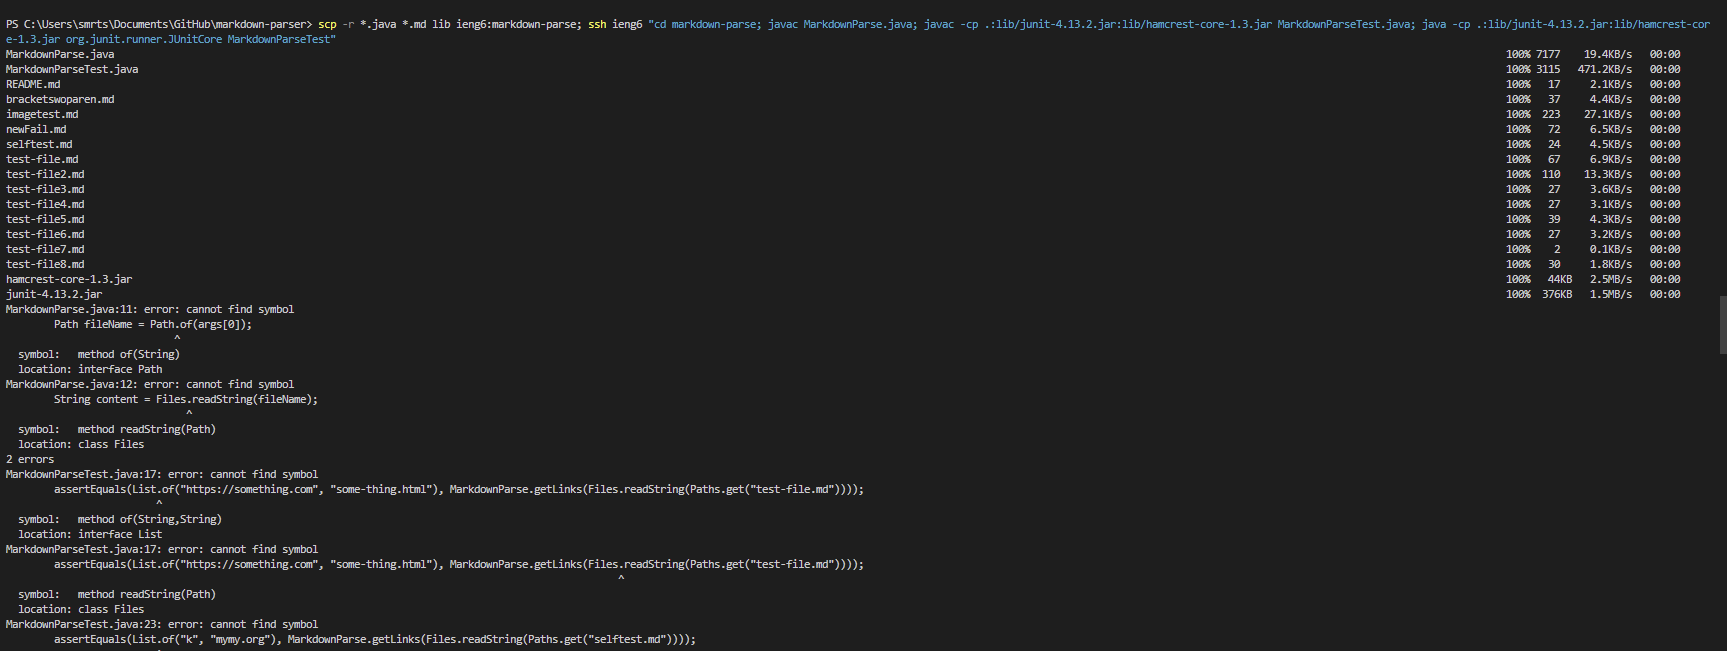 PS C:\Users\smrts\Documents\GitHub\markdown-parser> scp -r *.java *.md lib ieng6:markdown-parse; ssh ieng6 "cd markdown-parse; javac MarkdownParse.java; javac -cp .:lib/junit-4.13.2.jar:lib/hamcrest-core-1.3.jar MarkdownParseTest.java; java -cp .:lib/junit-4.13.2.jar:lib/hamcrest-cor
e-1.3.jar org.junit.runner.JUnitCore MarkdownParseTest"
MarkdownParse.java 100% 7177 19.4KB/s 00:00
MarkdownParseTest.java 100% 3115 471.2KB/s 00:00
README.md 100% 17 2.1KB/s 00:00
bracketswoparen.md 100% 37 4.4KB/s 00:00
imagetest.md 100% 223 27.1KB/s 00:00
newFail.md 100% 72 6.5KB/s 00:00
selftest.md 100% 24 4.5KB/s 00:00
test-file.md 100% 67 6.9KB/s 00:00
test-file2.md 100% 110 13.3KB/s 00:00
test-file3.md 100% 27 3.6KB/s 00:00
test-file4.md 100% 27 3.1KB/s 00:00
test-file5.md 100% 39 4.3KB/s 00:00
test-file6.md 100% 27 3.2KB/s 00:00
test-file7.md 100% 2 0.1KB/s 00:00
test-file8.md 100% 30 1.8KB/s 00:00
hamcrest-core-1.3.jar 100% 44KB 2.5MB/s 00:00
junit-4.13.2.jar 100% 376KB 1.5MB/s 00:00
MarkdownParse.java:11: error: cannot find symbol
Path fileName = Path.of(args[0]);
^
symbol: method of(String)
location: interface Path
MarkdownParse.java:12: error: cannot find symbol
String content = Files.readString(fileName);
^
symbol: method readString(Path)
location: class Files
2 errors
MarkdownParseTest.java:17: error: cannot find symbol
assertEquals(List.of("https://something.com", "some-thing.html"), MarkdownParse.getLinks(Files.readString(Paths.get("test-file.md"))));
^
symbol: method of(String,String)
location: interface List
MarkdownParseTest.java:17: error: cannot find symbol
assertEquals(List.of("https://something.com", "some-thing.html"), MarkdownParse.getLinks(Files.readString(Paths.get("test-file.md"))));
^
symbol: method readString(Path)
location: class Files
MarkdownParseTest.java:23: error: cannot find symbol
assertEquals(List.of("k", "mymy.org"), MarkdownParse.getLinks(Files.readString(Paths.get("selftest.md"))));